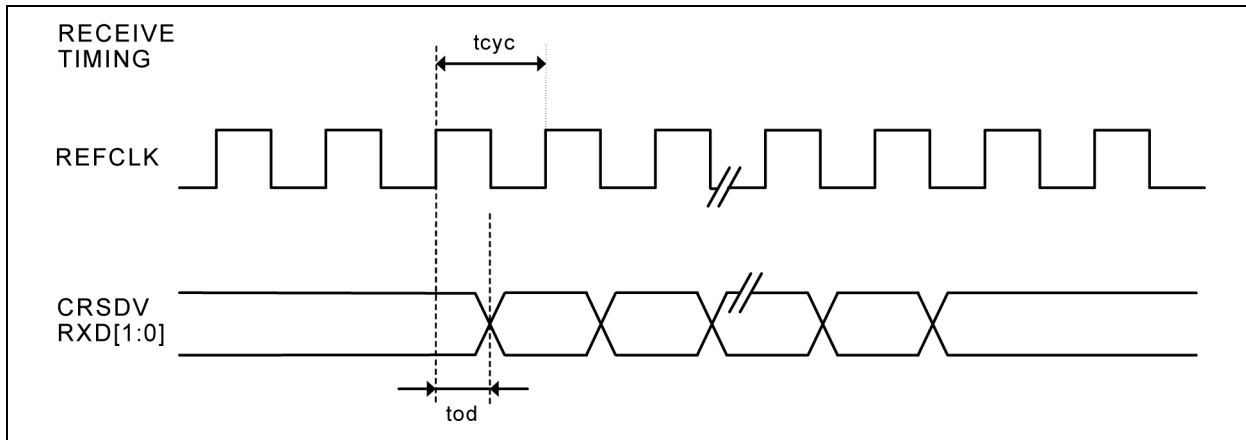 RECEIVE
TIMING
tcyc
REFCLK
CRSDV
RXD[1:0]
tod